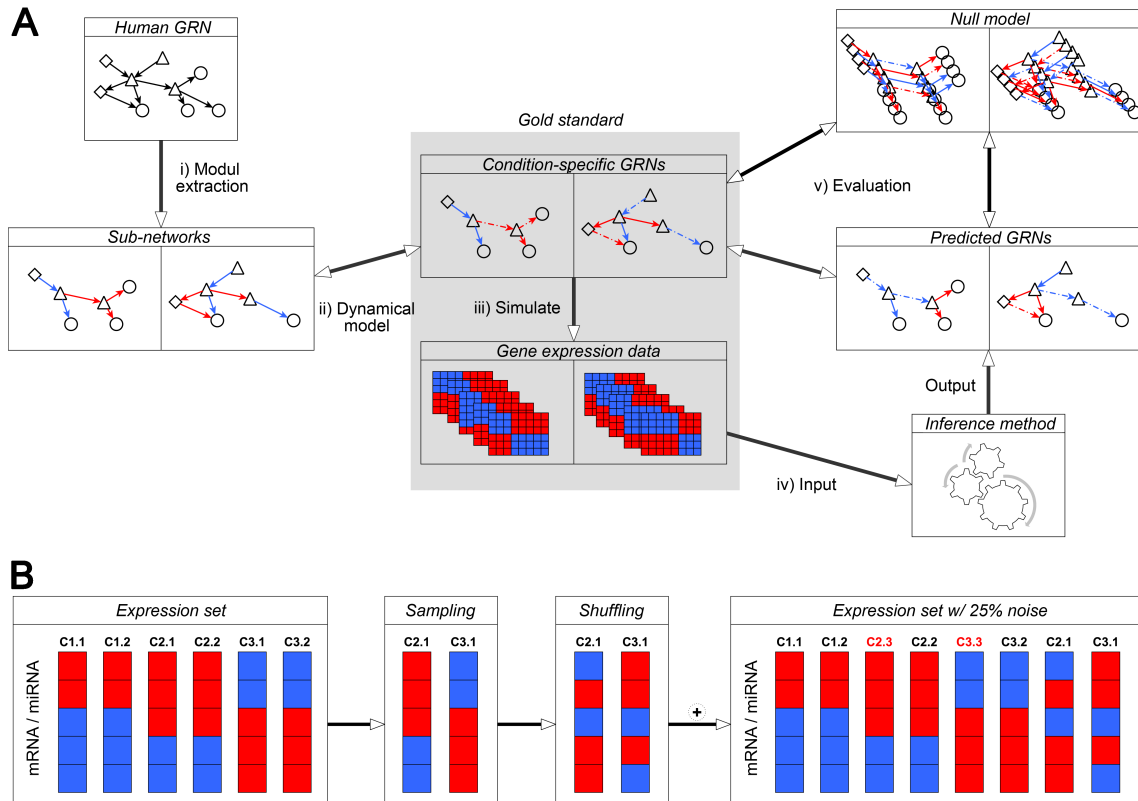 A
Human GRN
Null model
Gold standard
i) Modul
extraction
Condition-specific GRNs
v) Evaluation
Sub-networks
Predicted GRNs
ii) Dynamical
model
iii) Simulate
Gene expression data
Output
Inference method
iv) Input
B
Expression set
Sampling
Shuffling
Expression set w/ 25% noise
C1.1 C1.2 C2.1 C2.2 C3.1 C3.2
C2.1 C3.1
C2.1 C3.1
C1.1 C1.2 C2.3 C2.2 C3.3 C3.2 C2.1 C3.1
mRNA / miRNA
+
mRNA / miRNA